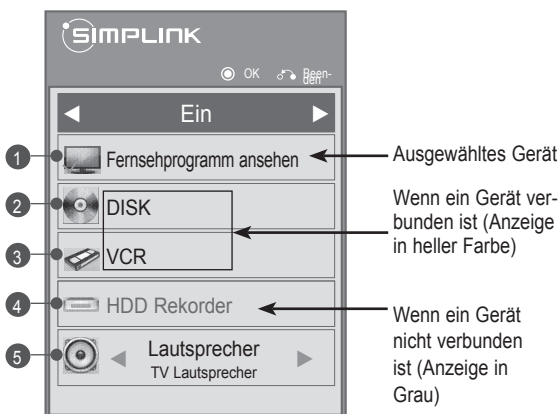 SIMPLINK
OK Been-
den
Ein
1 Fernsehprogramm ansehen
Ausgewähltes Gerät
2 DISK
Wenn ein Gerät ver-
bunden ist (Anzeige
in heller Farbe)
3 VCR
4 HDD Rekorder
Wenn ein Gerät
nicht verbunden
ist (Anzeige in
Grau)
5 Lautsprecher
TV Lautsprecher